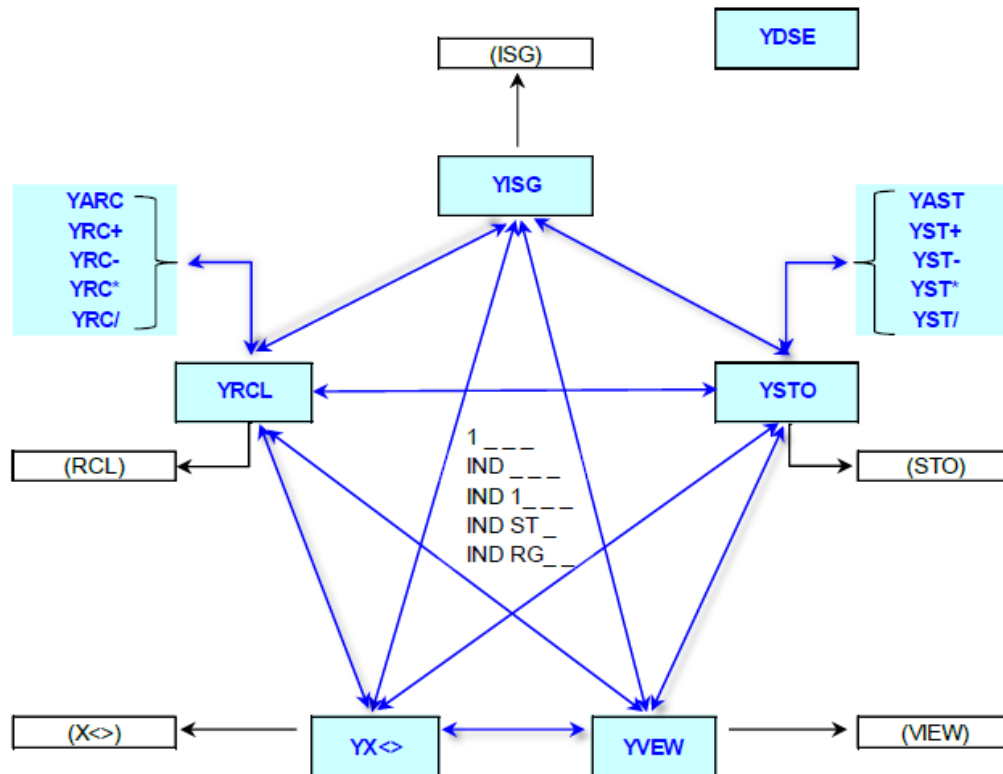 YDSE
(ISG)
YISG
YARC
YRC+
YRC-
YRC*
YRC/
YAST
YST+
YST-
YST*
YST/
YRCL
YSTO
1 _ _ _
IND _ _ _
IND 1_ _ _
IND ST _
IND RG_ _
(RCL)
(STO)
(X<>)
YX<>
YVEW
(VIEW)